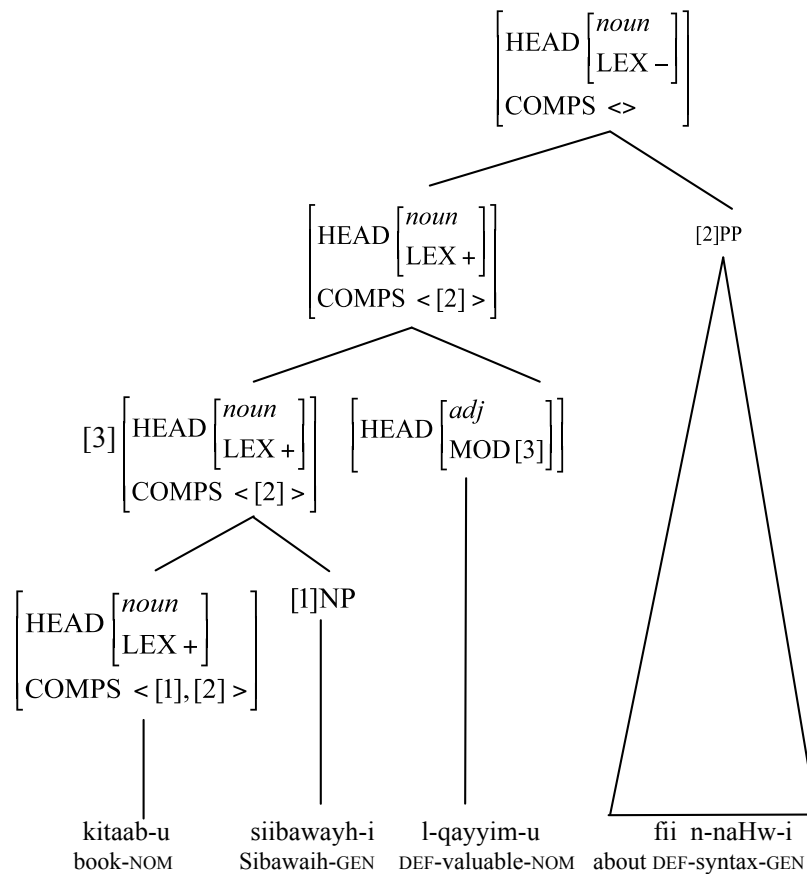 HEAD [noun LEX –]
COMPS <>
HEAD [noun LEX +]
COMPS <[2]>
[2]PP
[3] HEAD [noun LEX +]
COMPS <[2]>
HEAD [adj MOD [3]]
HEAD [noun LEX +]
COMPS <[1],[2]>
[1]NP
kitaab-u siibawayh-i l-qayyim-u fii n-naHw-i
book-NOM Sibawaih-GEN DEF-valuable-NOM about DEF-syntax-GEN